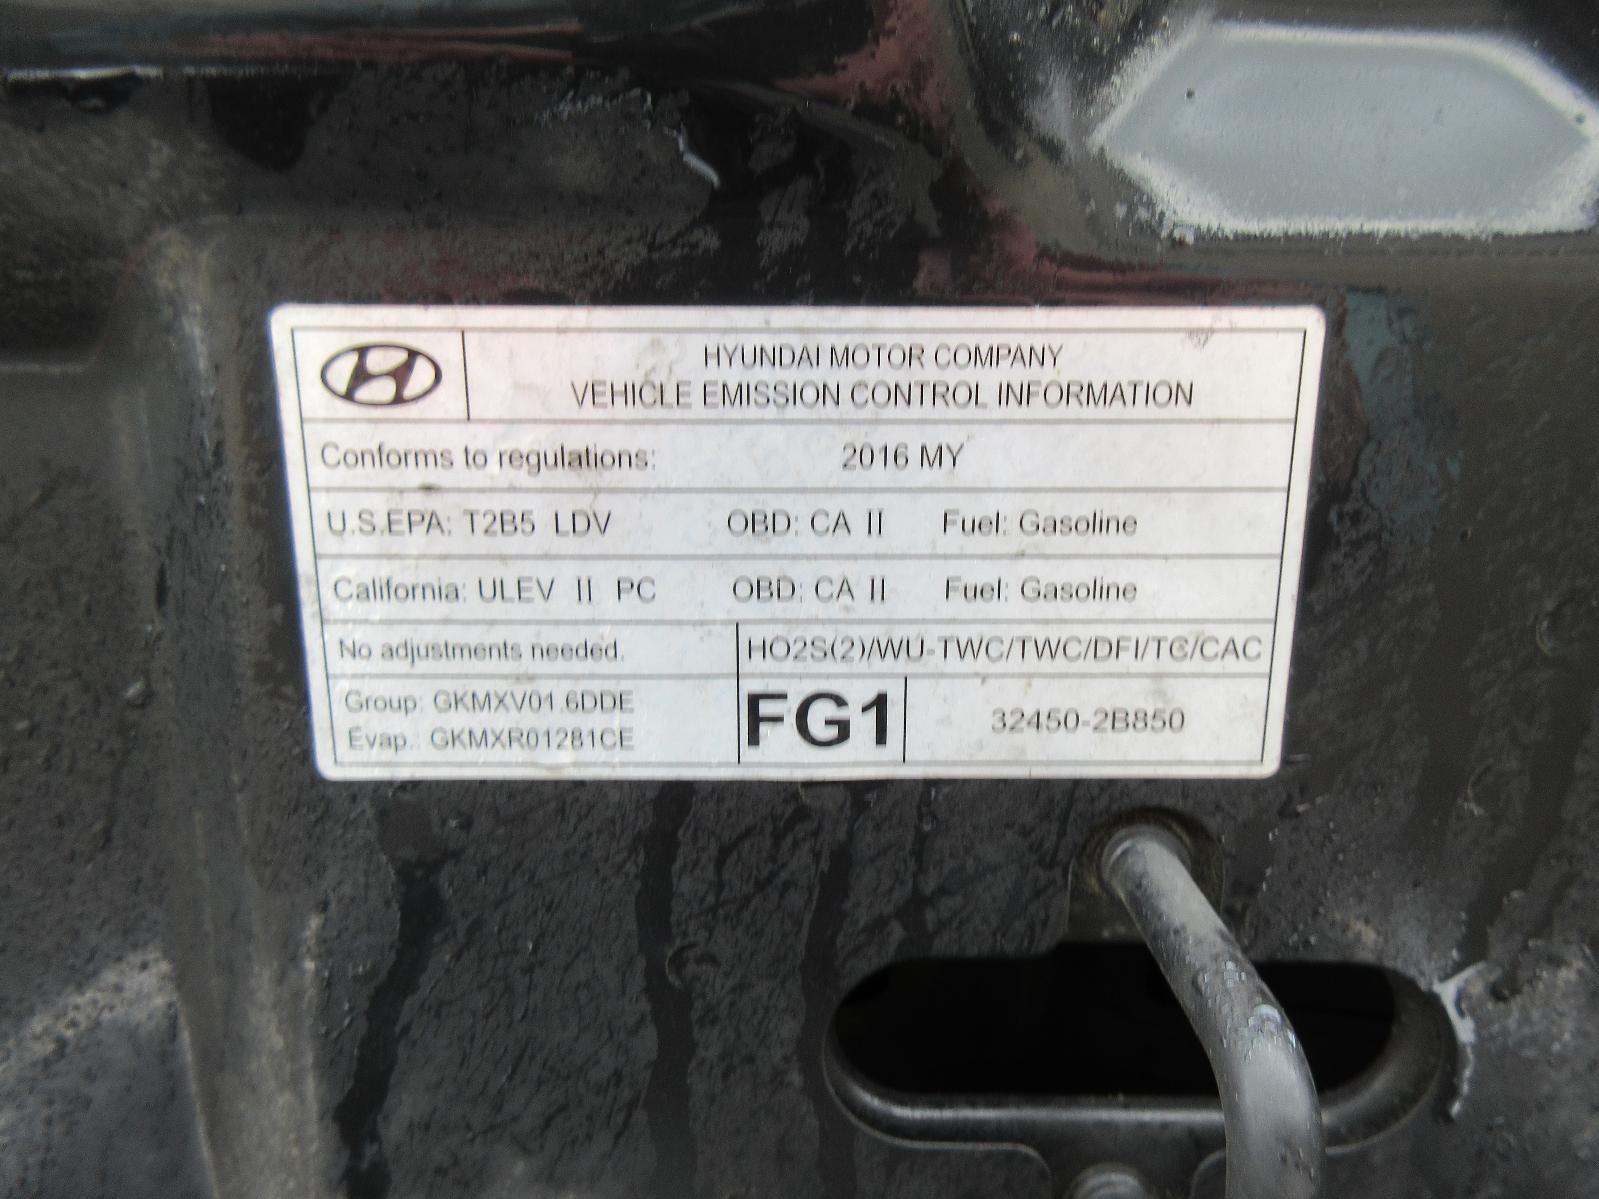 HYUNDAI MOTOR COMPANY
VEHICLE EMISSION CONTROL INFORMATION
Conforms to regulations: 2016 MY
U.S.EPA: T2B5 LDV OBD: CA II Fuel: Gasoline
California: ULEV II PC OBD: CA II Fuel: Gasoline
No adjustments needed. HO2S(2)/WU-TWC/TWC/DFI/TC/CAC
Group: GKMXV01.6DDE
Evap.: GKMXR01281CE
FG1
32450-2B850